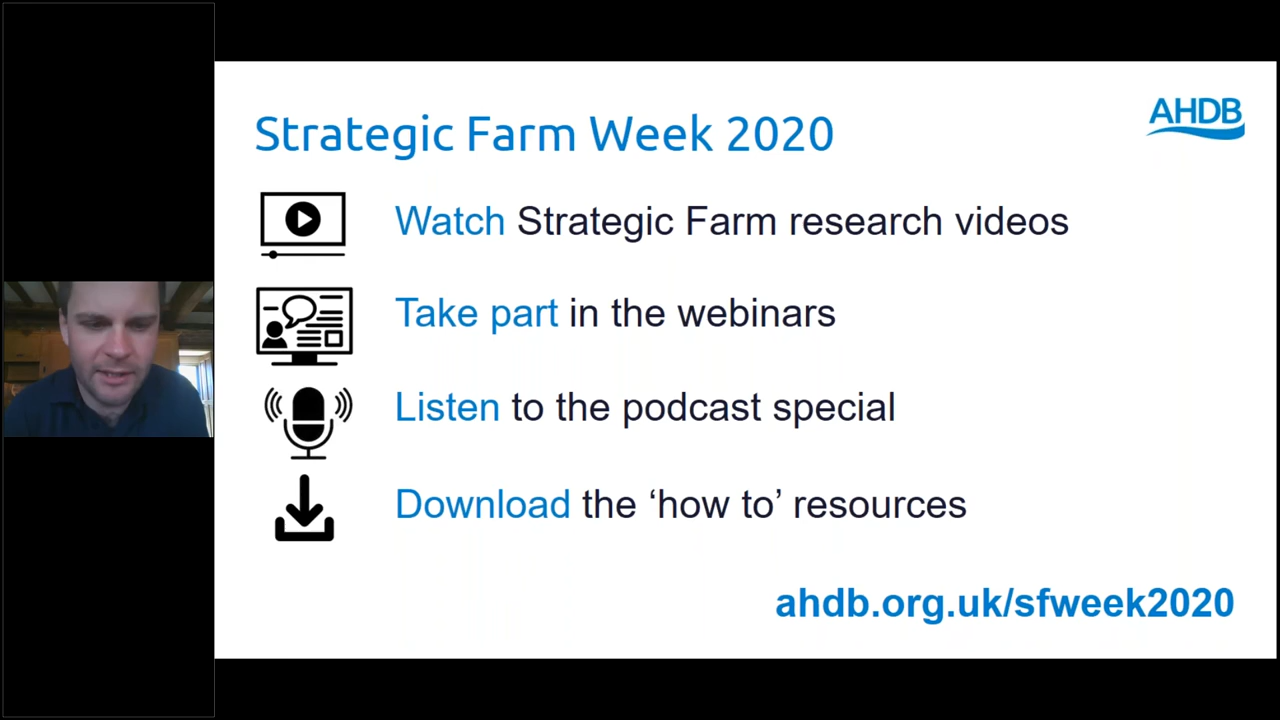 Strategic Farm Week 2020
AHDB
Watch Strategic Farm research videos
Take part in the webinars
Listen to the podcast special
Download the ‘how to’ resources
ahdb.org.uk/sfweek2020